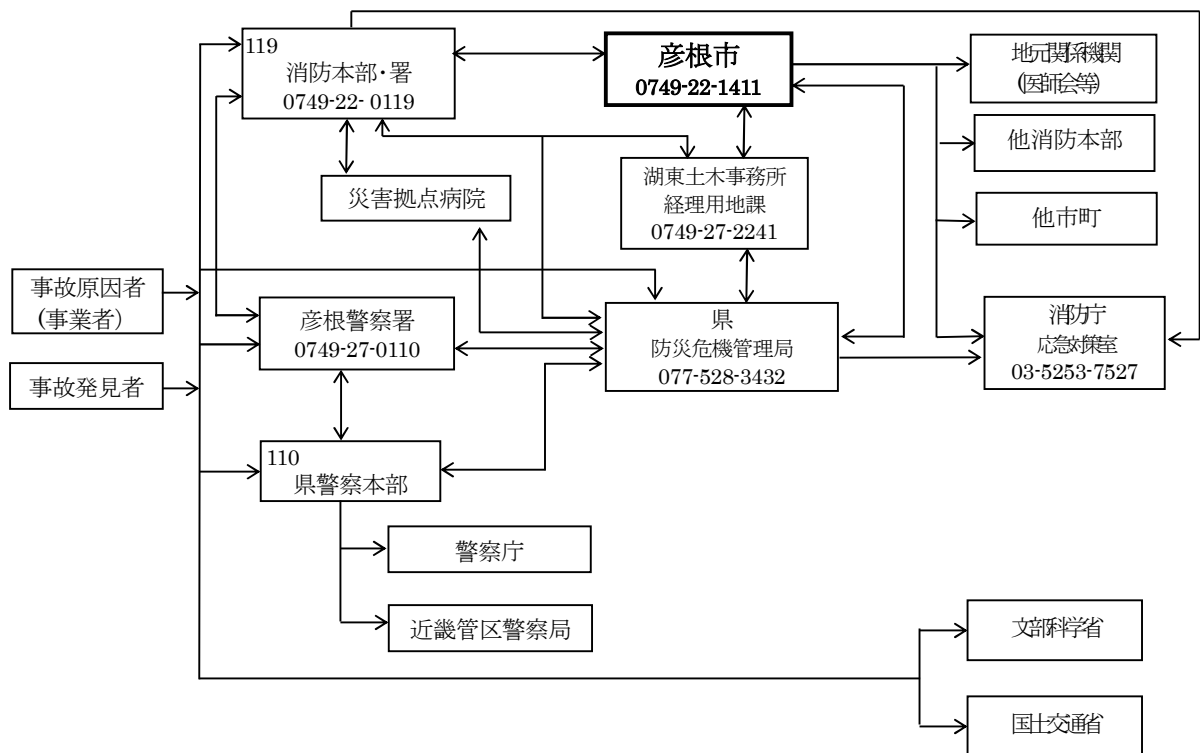 119
消防本部・署
0749-22- 0119
彦根市
0749-22-1411
地元関係機関
(医師会等)
他消防本部
湖東土木事務所
経理用地課
0749-27-2241
災害拠点病院
他市町
事故原因者
(事業者)
彦根警察署
0749-27-0110
県
防災危機管理局
077-528-3432
消防庁
応急対策室
03-5253-7527
事故発見者
110
県警察本部
警察庁
近畿管区警察局
文部科学省
国土交通省